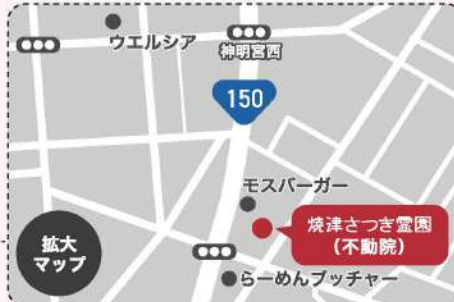 ウエルシア
神明宮西
150
モスバーガー
焼津さつき霊園
(不動院)
拡大
マップ
らーめんブッチャー